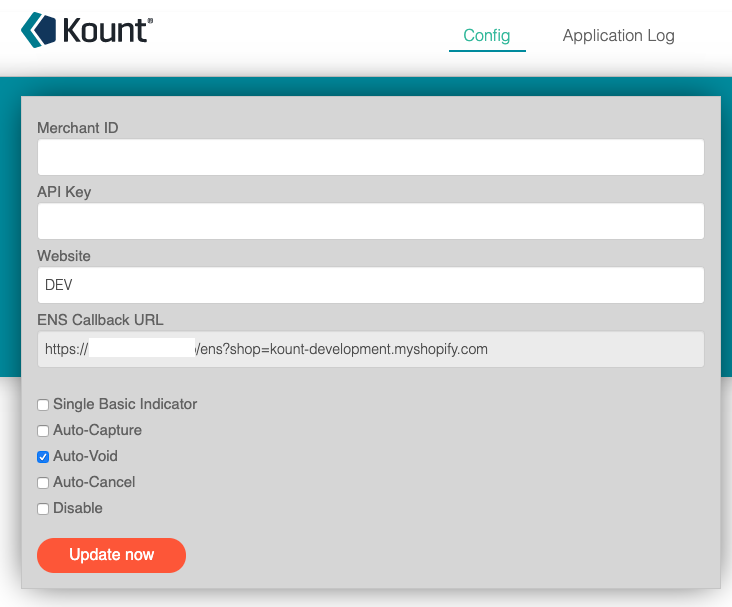 Kount®
Config
Application Log
Merchant ID
API Key
Website
DEV
ENS Callback URL
https:// /ens?shop=kount-development.myshopify.com
Single Basic Indicator
Auto-Capture
Auto-Void
Auto-Cancel
Disable
Update now